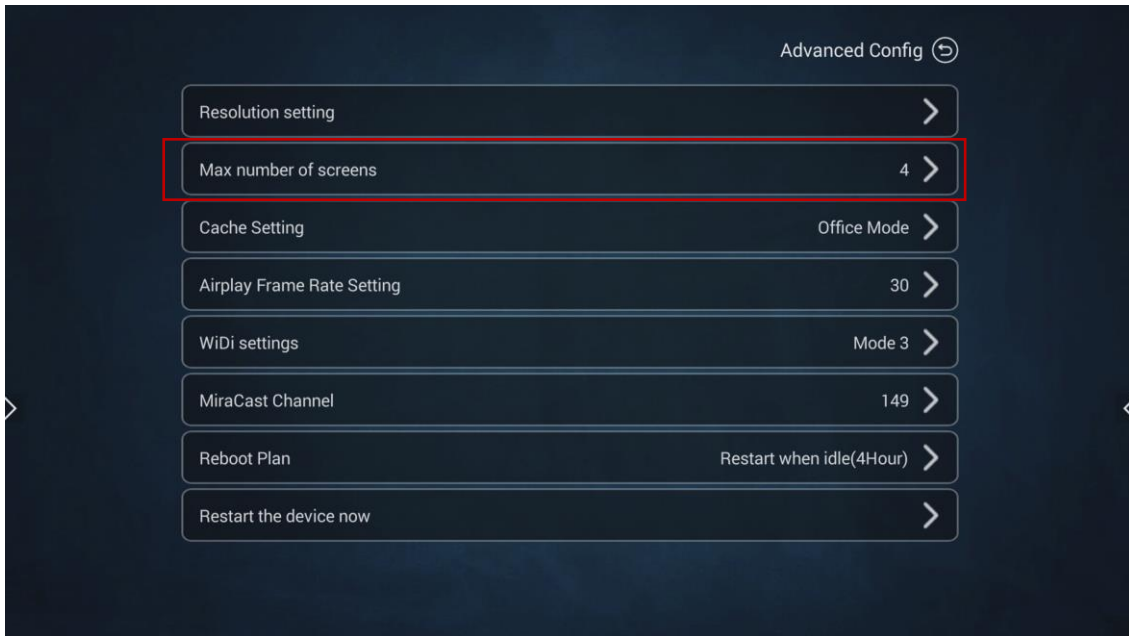 Advanced Config
Resolution setting
Max number of screens 4
Cache Setting Office Mode
Airplay Frame Rate Setting 30
WiDi settings Mode 3
MiraCast Channel 149
Reboot Plan Restart when idle(4Hour)
Restart the device now